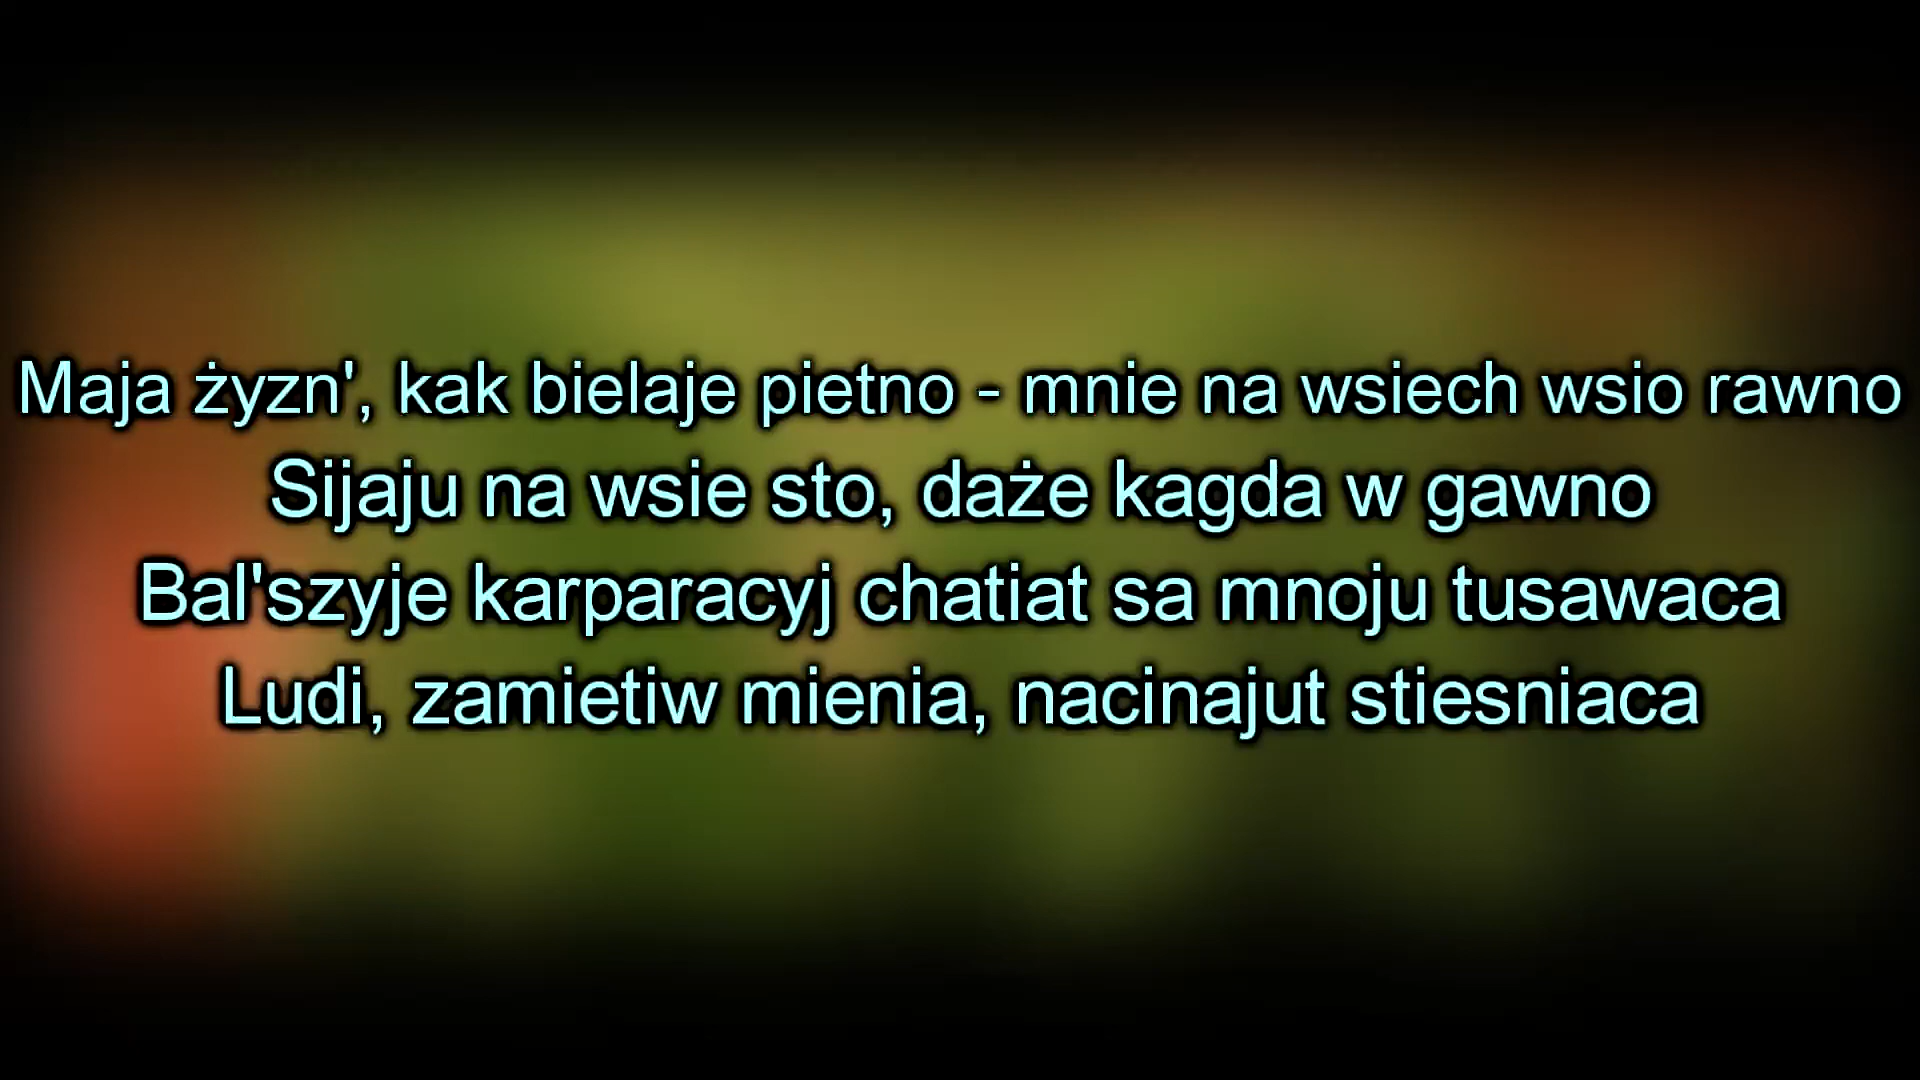 Maja żyzn', kak bielaje pietno - mnie na wsiech wsio rawno
Sijaju na wsie sto, daże kagda w gawno
Bal'szyje karparacyj chatiat sa mnoju tusawaca
Ludi, zamietiw mienia, nacinajut stiesniaca